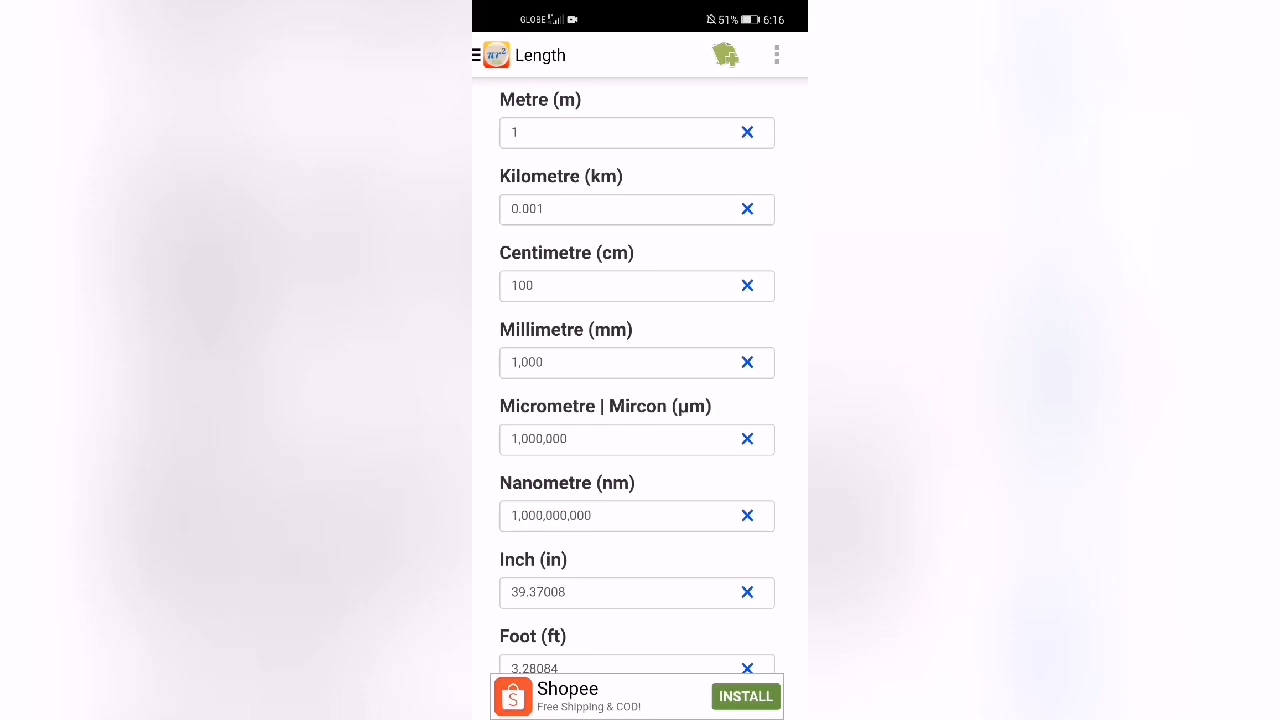 GLOBE 51% 6:16
πr² Length
Metre (m)
1
Kilometre (km)
0.001
Centimetre (cm)
100
Millimetre (mm)
1,000
Micrometre | Mircon (μm)
1,000,000
Nanometre (nm)
1,000,000,000
Inch (in)
39.37008
Foot (ft)
3.28084
Shopee
Free Shipping & COD!
INSTALL